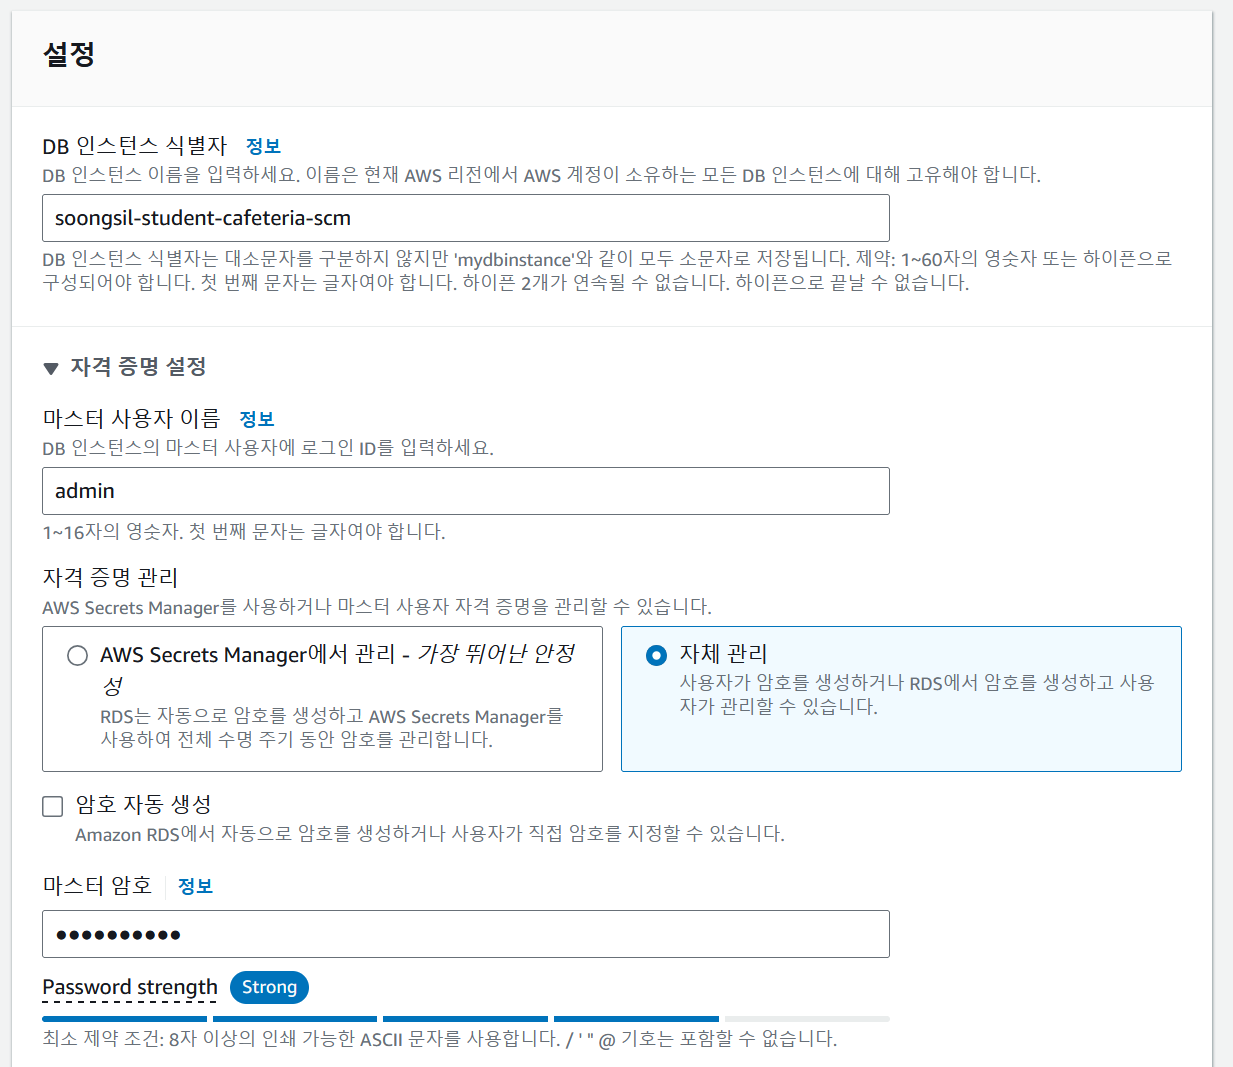 설정
DB 인스턴스 식별자 정보
DB 인스턴스 이름을 입력하세요. 이름은 현재 AWS 리전에서 AWS 계정이 소유하는 모든 DB 인스턴스에 대해 고유해야 합니다.
soongsil-student-cafeteria-scm
DB 인스턴스 식별자는 대소문자를 구분하지 않지만 'mydbinstance'와 같이 모두 소문자로 저장됩니다. 제약: 1~60자의 영숫자 또는 하이픈으로
구성되어야 합니다. 첫 번째 문자는 글자여야 합니다. 하이픈 2개가 연속될 수 없습니다. 하이픈으로 끝날 수 없습니다.
▼ 자격 증명 설정
마스터 사용자 이름 정보
DB 인스턴스의 마스터 사용자에 로그인 ID를 입력하세요.
admin
1~16자의 영숫자. 첫 번째 문자는 글자여야 합니다.
자격 증명 관리
AWS Secrets Manager를 사용하거나 마스터 사용자 자격 증명을 관리할 수 있습니다.
AWS Secrets Manager에서 관리 - 가장 뛰어난 안정
성
RDS는 자동으로 암호를 생성하고 AWS Secrets Manager를
사용하여 전체 수명 주기 동안 암호를 관리합니다.
자체 관리
사용자가 암호를 생성하거나 RDS에서 암호를 생성하고 사용
자가 관리할 수 있습니다.
암호 자동 생성
Amazon RDS에서 자동으로 암호를 생성하거나 사용자가 직접 암호를 지정할 수 있습니다.
마스터 암호 정보
••••••••••
Password strength Strong
최소 제약 조건: 8자 이상의 인쇄 가능한 ASCII 문자를 사용합니다. / ' " @ 기호는 포함할 수 없습니다.